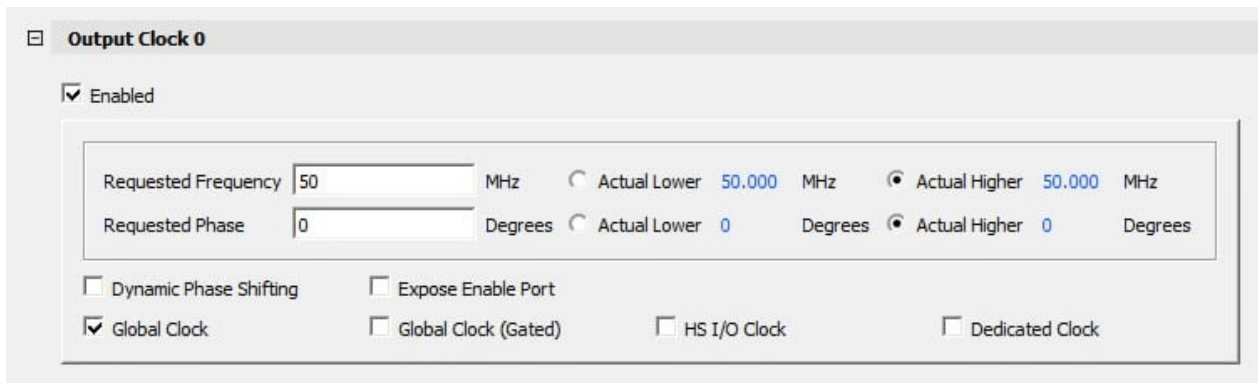 Output Clock 0
Enabled
Requested Frequency 50 MHz Actual Lower 50.000 MHz Actual Higher 50.000 MHz
Requested Phase 0 Degrees Actual Lower 0 Degrees Actual Higher 0 Degrees
Dynamic Phase Shifting Expose Enable Port
Global Clock Global Clock (Gated) HS I/O Clock Dedicated Clock